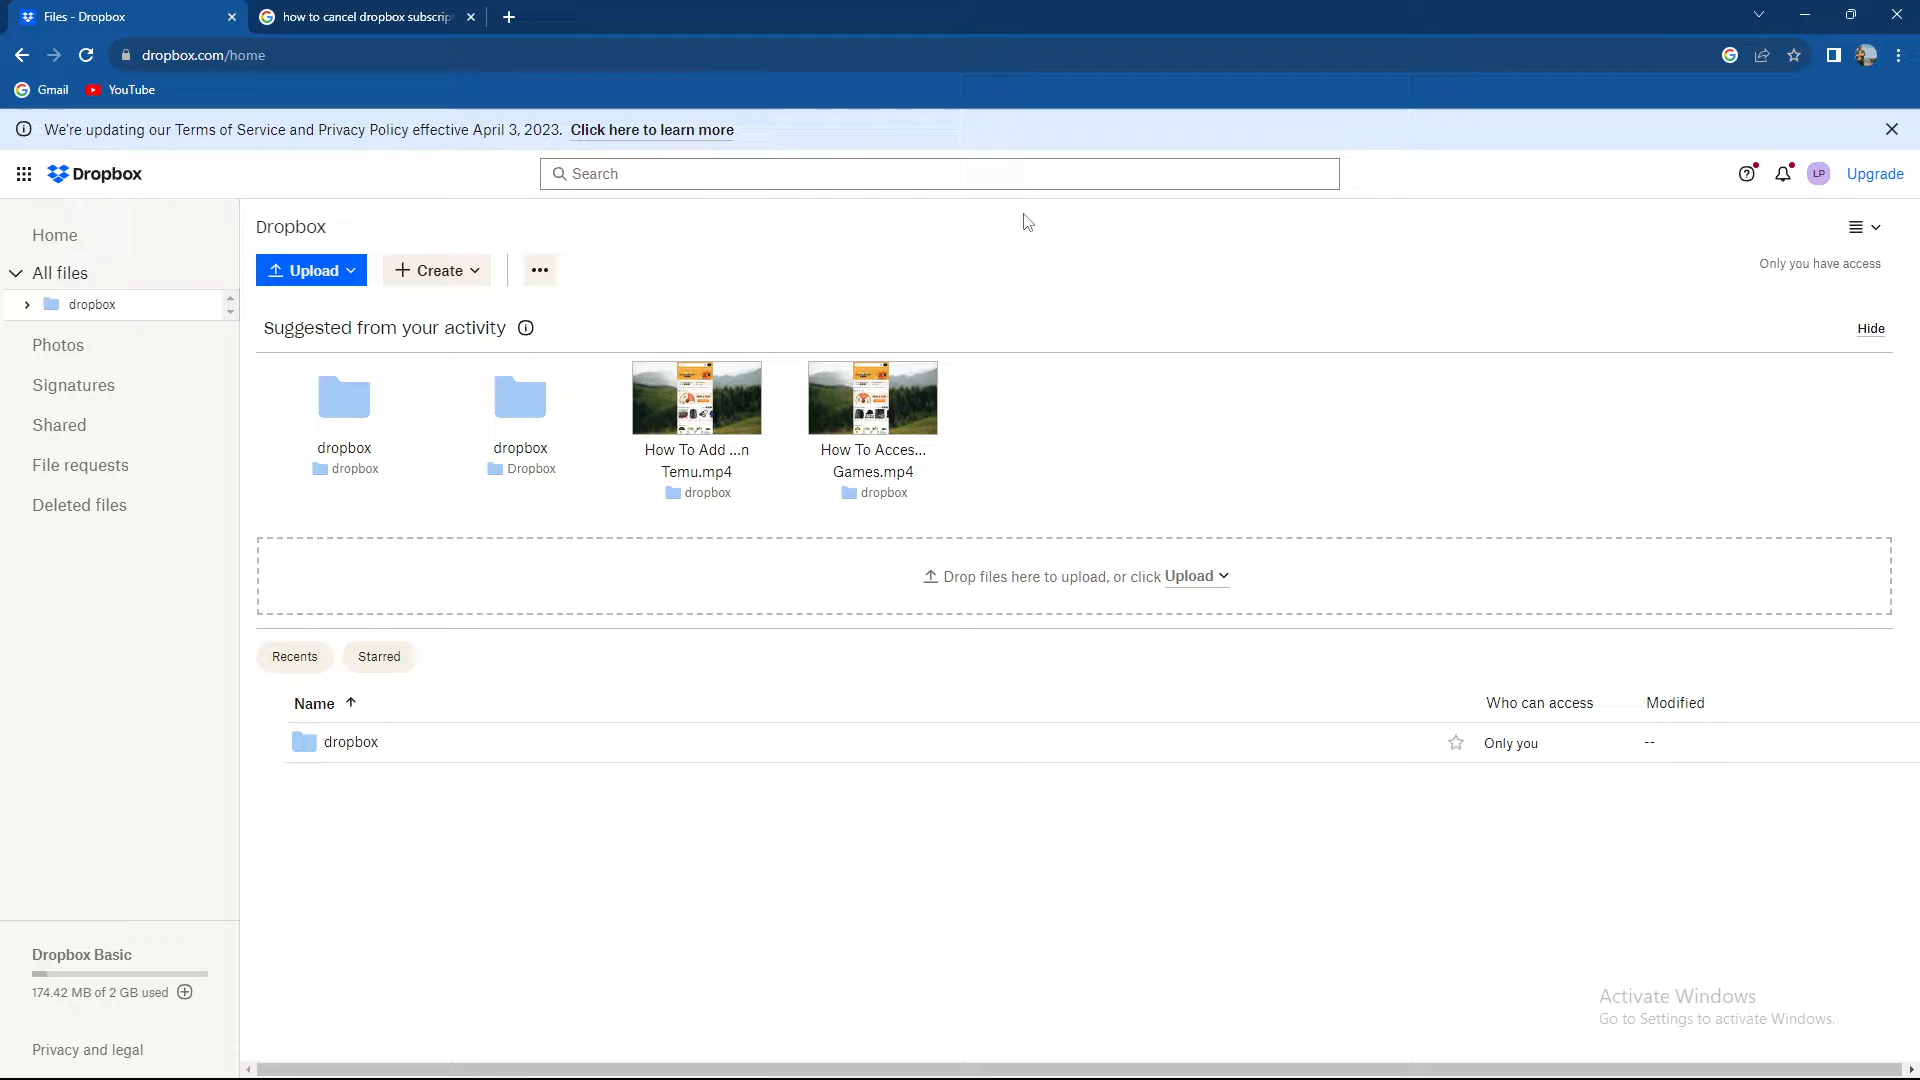 Files - Dropbox
how to cancel dropbox subscrip
dropbox.com/home
Gmail
YouTube
We're updating our Terms of Service and Privacy Policy effective April 3, 2023. Click here to learn more
Dropbox
Search
LP
Upgrade
Home
All files
dropbox
Photos
Signatures
Shared
File requests
Deleted files
Dropbox
Upload
Create
Only you have access
Suggested from your activity
Hide
dropbox
dropbox
dropbox
Dropbox
How To Add ...n
Temu.mp4
dropbox
How To Acces...
Games.mp4
dropbox
Drop files here to upload, or click Upload
Recents
Starred
Name
Who can access
Modified
dropbox
Only you
--
Dropbox Basic
174.42 MB of 2 GB used
Privacy and legal
Activate Windows
Go to Settings to activate Windows.